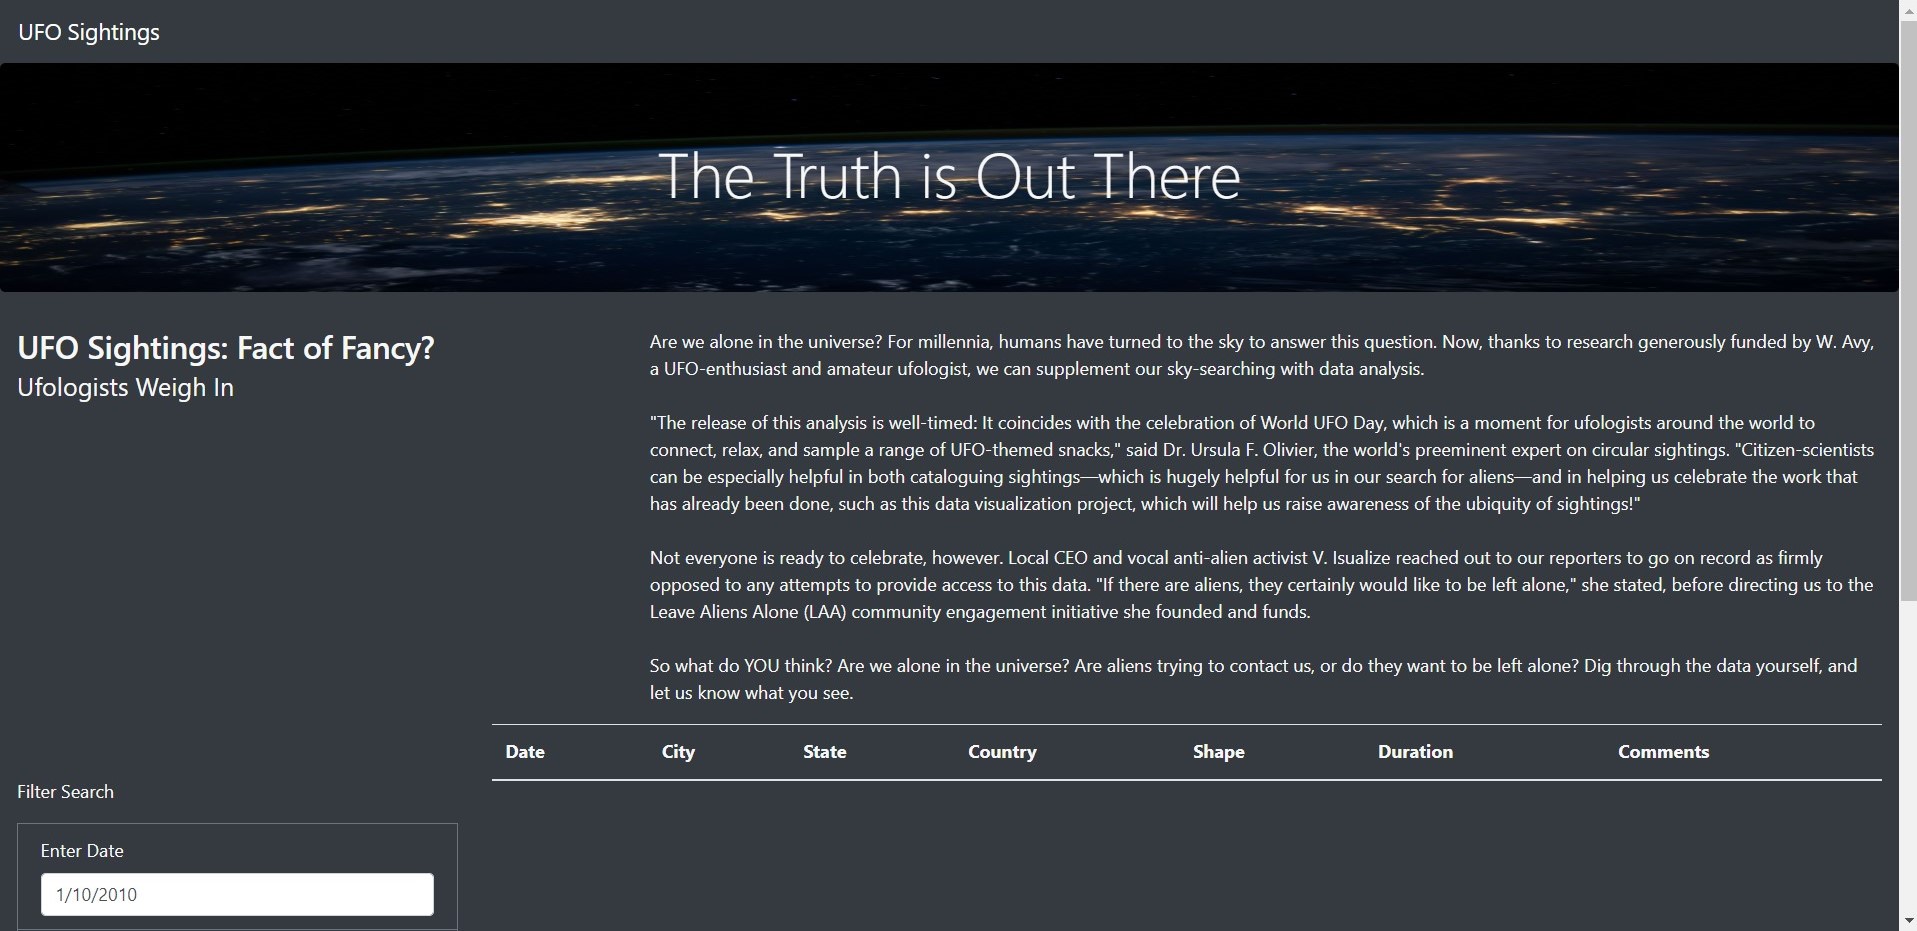 UFO Sightings
The Truth is Out There
UFO Sightings: Fact of Fancy?
Ufologists Weigh In
Are we alone in the universe? For millennia, humans have turned to the sky to answer this question. Now, thanks to research generously funded by W. Avy,
a UFO-enthusiast and amateur ufologist, we can supplement our sky-searching with data analysis.
"The release of this analysis is well-timed: It coincides with the celebration of World UFO Day, which is a moment for ufologists around the world to
connect, relax, and sample a range of UFO-themed snacks," said Dr. Ursula F. Olivier, the world's preeminent expert on circular sightings. "Citizen-scientists
can be especially helpful in both cataloguing sightings—which is hugely helpful for us in our search for aliens—and in helping us celebrate the work that
has already been done, such as this data visualization project, which will help us raise awareness of the ubiquity of sightings!"
Not everyone is ready to celebrate, however. Local CEO and vocal anti-alien activist V. Isualize reached out to our reporters to go on record as firmly
opposed to any attempts to provide access to this data. "If there are aliens, they certainly would like to be left alone," she stated, before directing us to the
Leave Aliens Alone (LAA) community engagement initiative she founded and funds.
So what do YOU think? Are we alone in the universe? Are aliens trying to contact us, or do they want to be left alone? Dig through the data yourself, and
let us know what you see.
Date City State Country Shape Duration Comments
Filter Search
Enter Date
1/10/2010